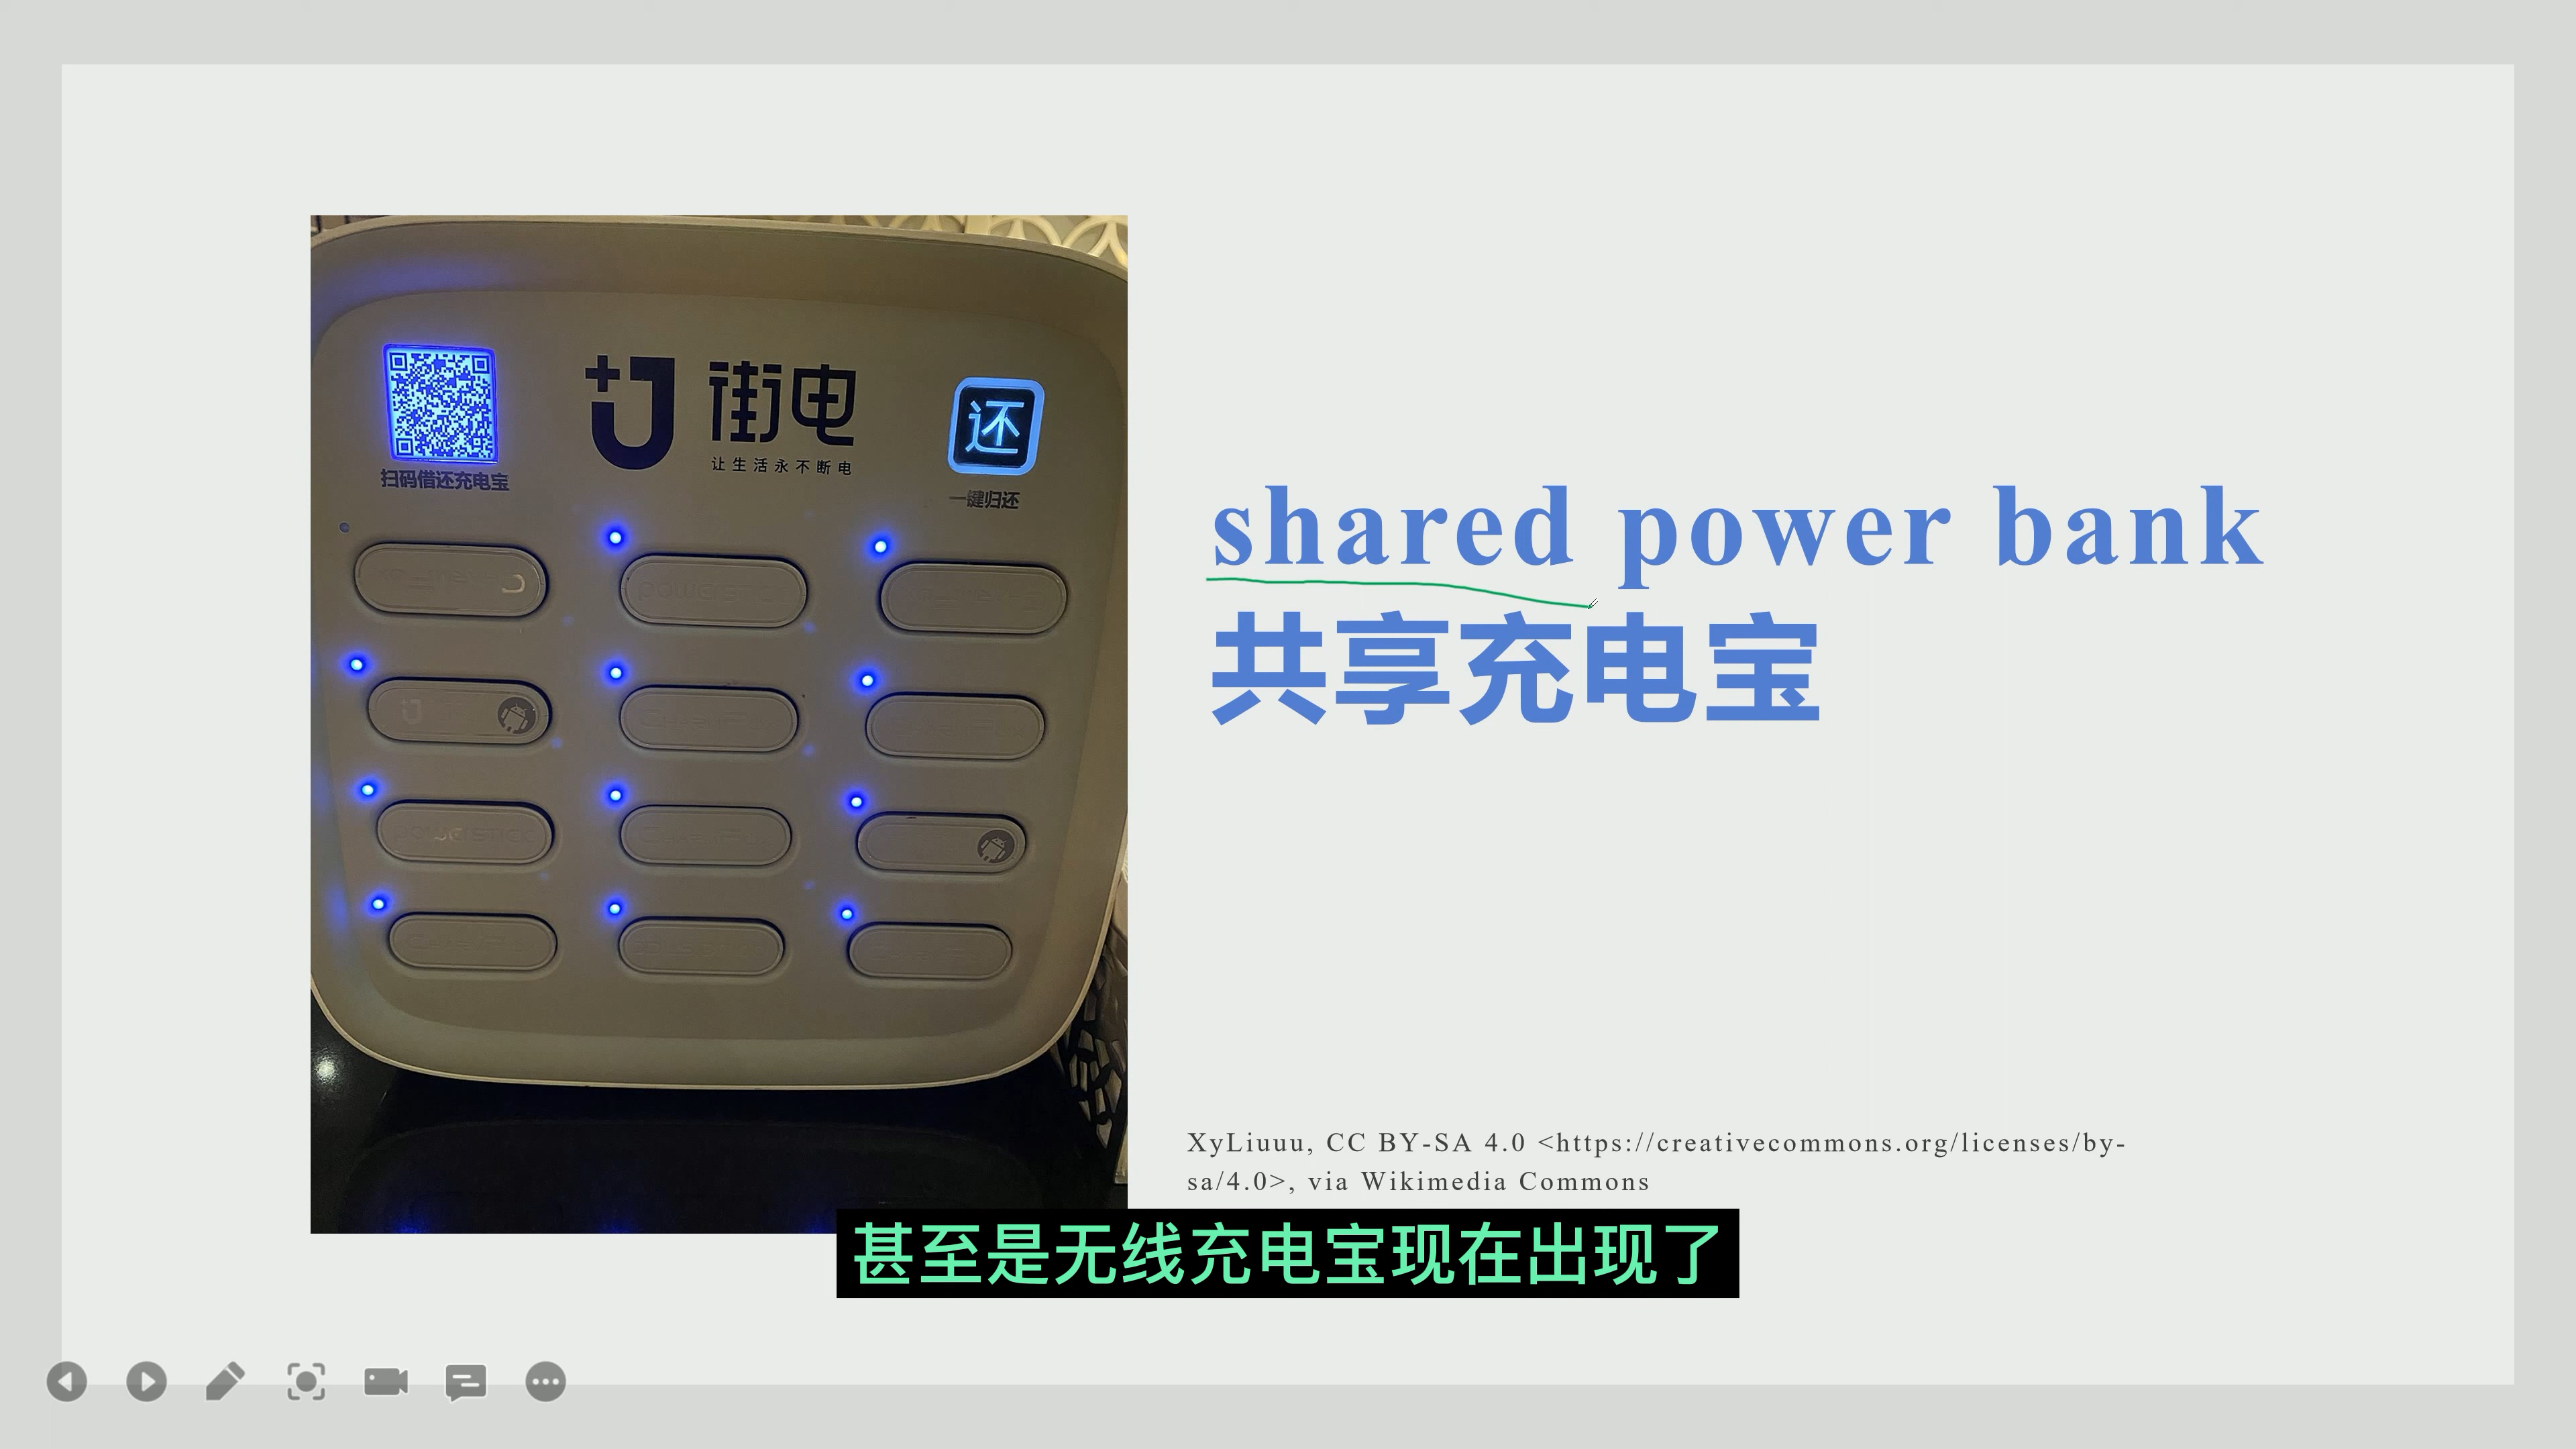 街电
让生活永不断电
扫码借还充电宝
还
一键归还
shared power bank
共享充电宝
XyLiuuu, CC BY-SA 4.0 <https://creativecommons.org/licenses/by-
sa/4.0>, via Wikimedia Commons
甚至是无线充电宝现在出现了